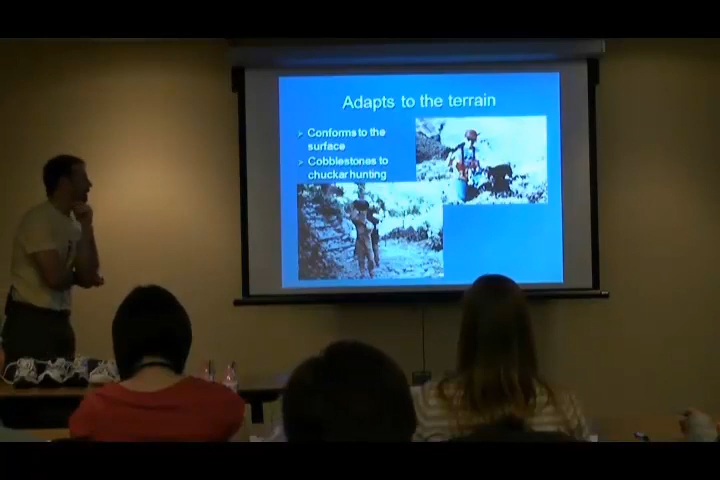 Adapts to the terrain
Conforms to the
surface
Cobblestones to
chuckar hunting